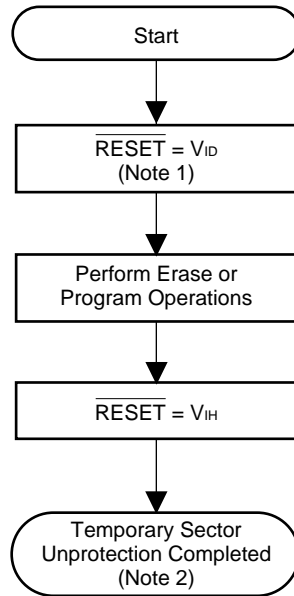 Start
RESET = VID
(Note 1)
Perform Erase or
Program Operations
RESET = VIH
Temporary Sector
Unprotection Completed
(Note 2)